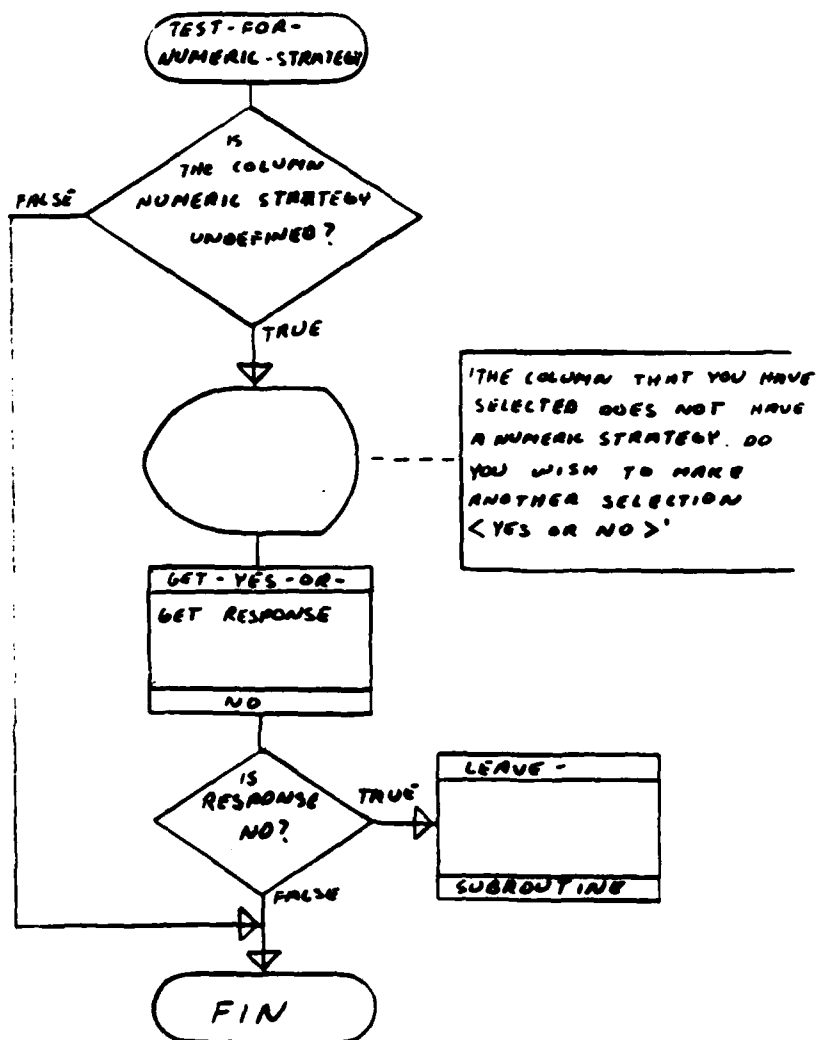 TEST-FOR-
NUMERIC-STRATEGY
IS
THE COLUMN
NUMERIC STRATEGY
UNDEFINED?
FALSE
TRUE
'THE COLUMN THAT YOU HAVE
SELECTED DOES NOT HAVE
A NUMERIC STRATEGY. DO
YOU WISH TO MAKE
ANOTHER SELECTION
<YES OR NO>'
GET-YES-OR-
GET RESPONSE
NO
IS
RESPONSE
NO?
TRUE
LEAVE-
SUBROUTINE
FALSE
FIN